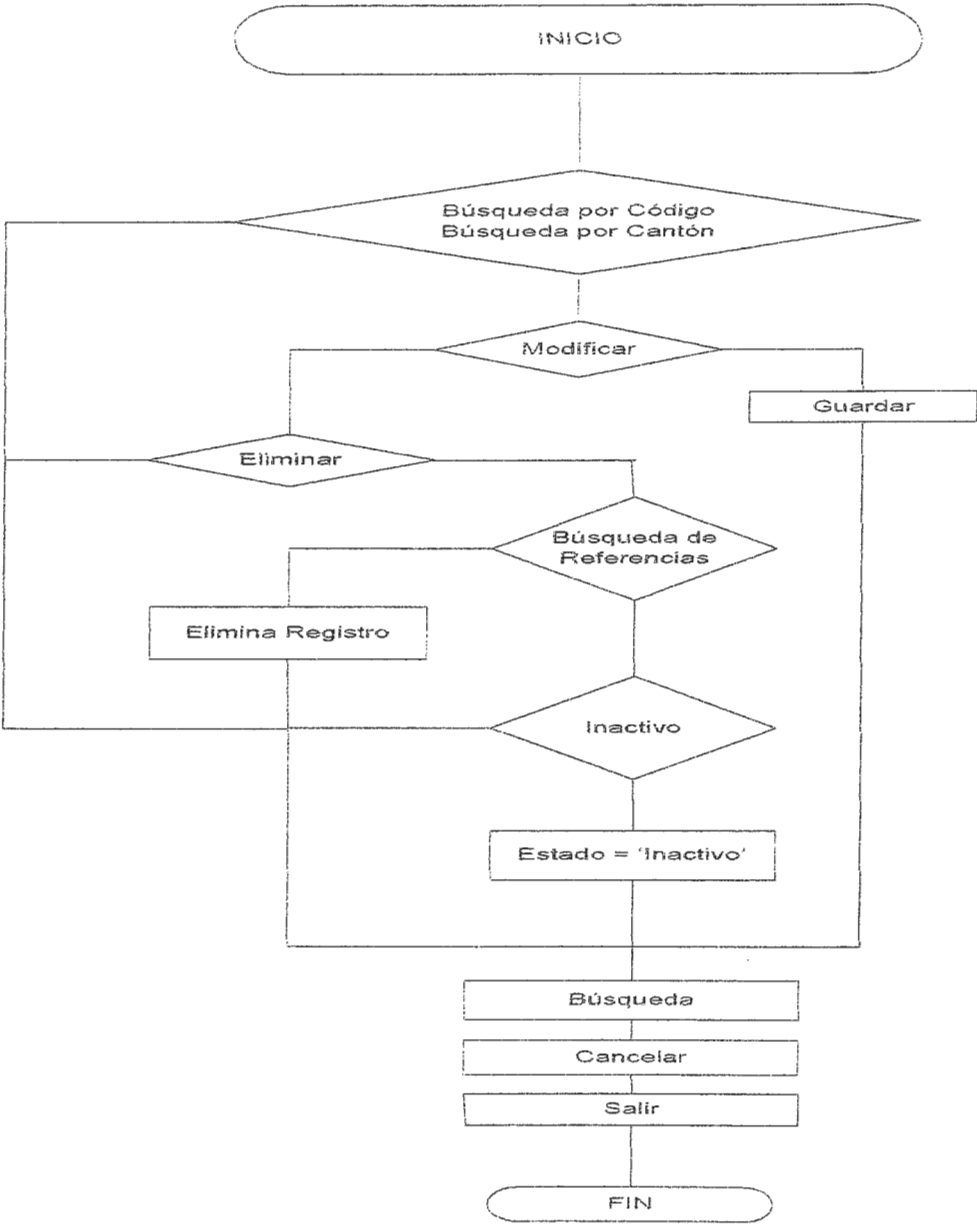 INICIO
Búsqueda por Código
Búsqueda por Cantón
Modificar
Guardar
Eliminar
Búsqueda de
Referencias
Elimina Registro
Inactivo
Estado = 'Inactivo'
Búsqueda
Cancelar
Salir
FIN